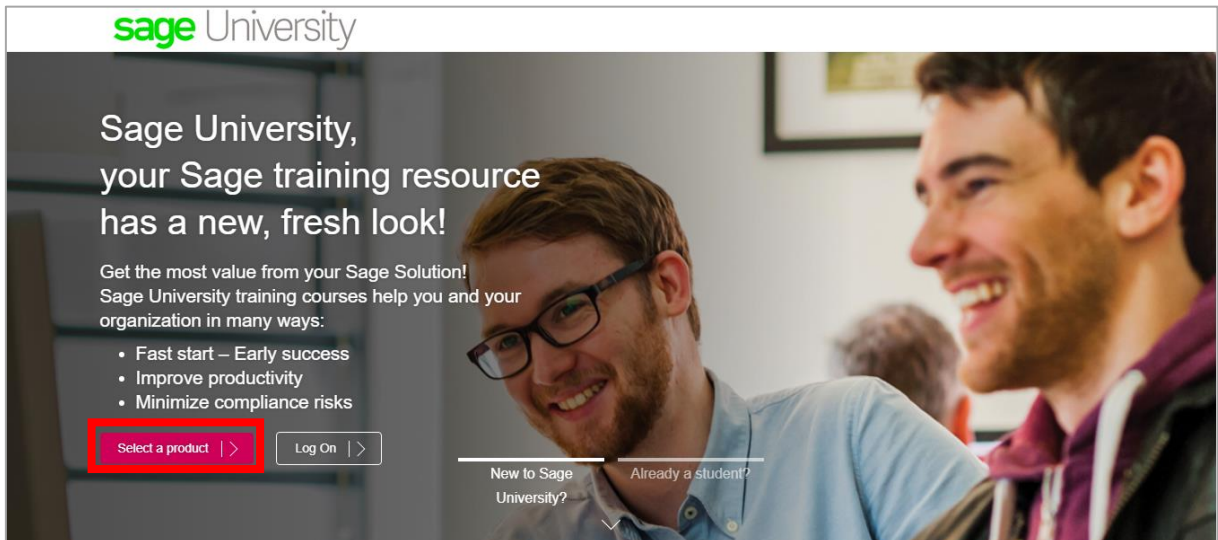 sage University
Sage University,
your Sage training resource
has a new, fresh look!
Get the most value from your Sage Solution!
Sage University training courses help you and your
organization in many ways:
• Fast start – Early success
• Improve productivity
• Minimize compliance risks
Select a product
Log On
New to Sage
University?
Already a student?